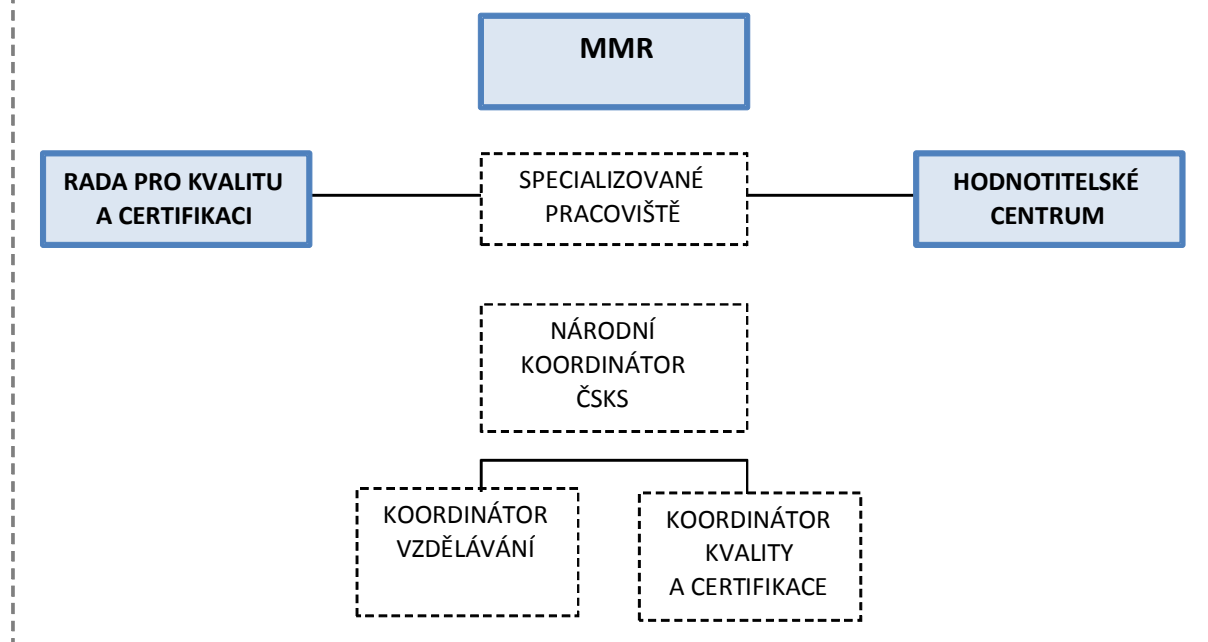 MMR
RADA PRO KVALITU
A CERTIFIKACI
SPECIALIZOVANÉ
PRACOVIŠTĚ
HODNOTITELSKÉ
CENTRUM
NÁRODNÍ
KOORDINÁTOR
ČSKS
KOORDINÁTOR
VZDĚLÁVÁNÍ
KOORDINÁTOR
KVALITY
A CERTIFIKACE